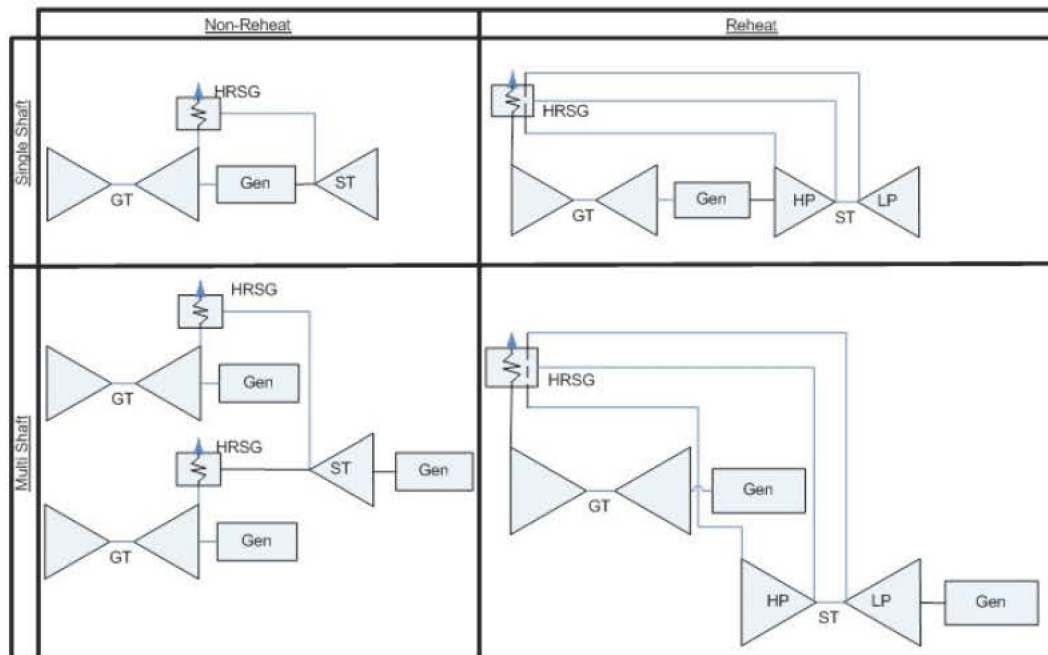 Non-Reheat
Reheat
Single Shaft
HRSG
GT
Gen
ST
HRSG
GT
Gen
HP
ST
LP
Multi Shaft
HRSG
GT
Gen
HRSG
ST
Gen
GT
Gen
HRSG
GT
Gen
HP
ST
LP
Gen